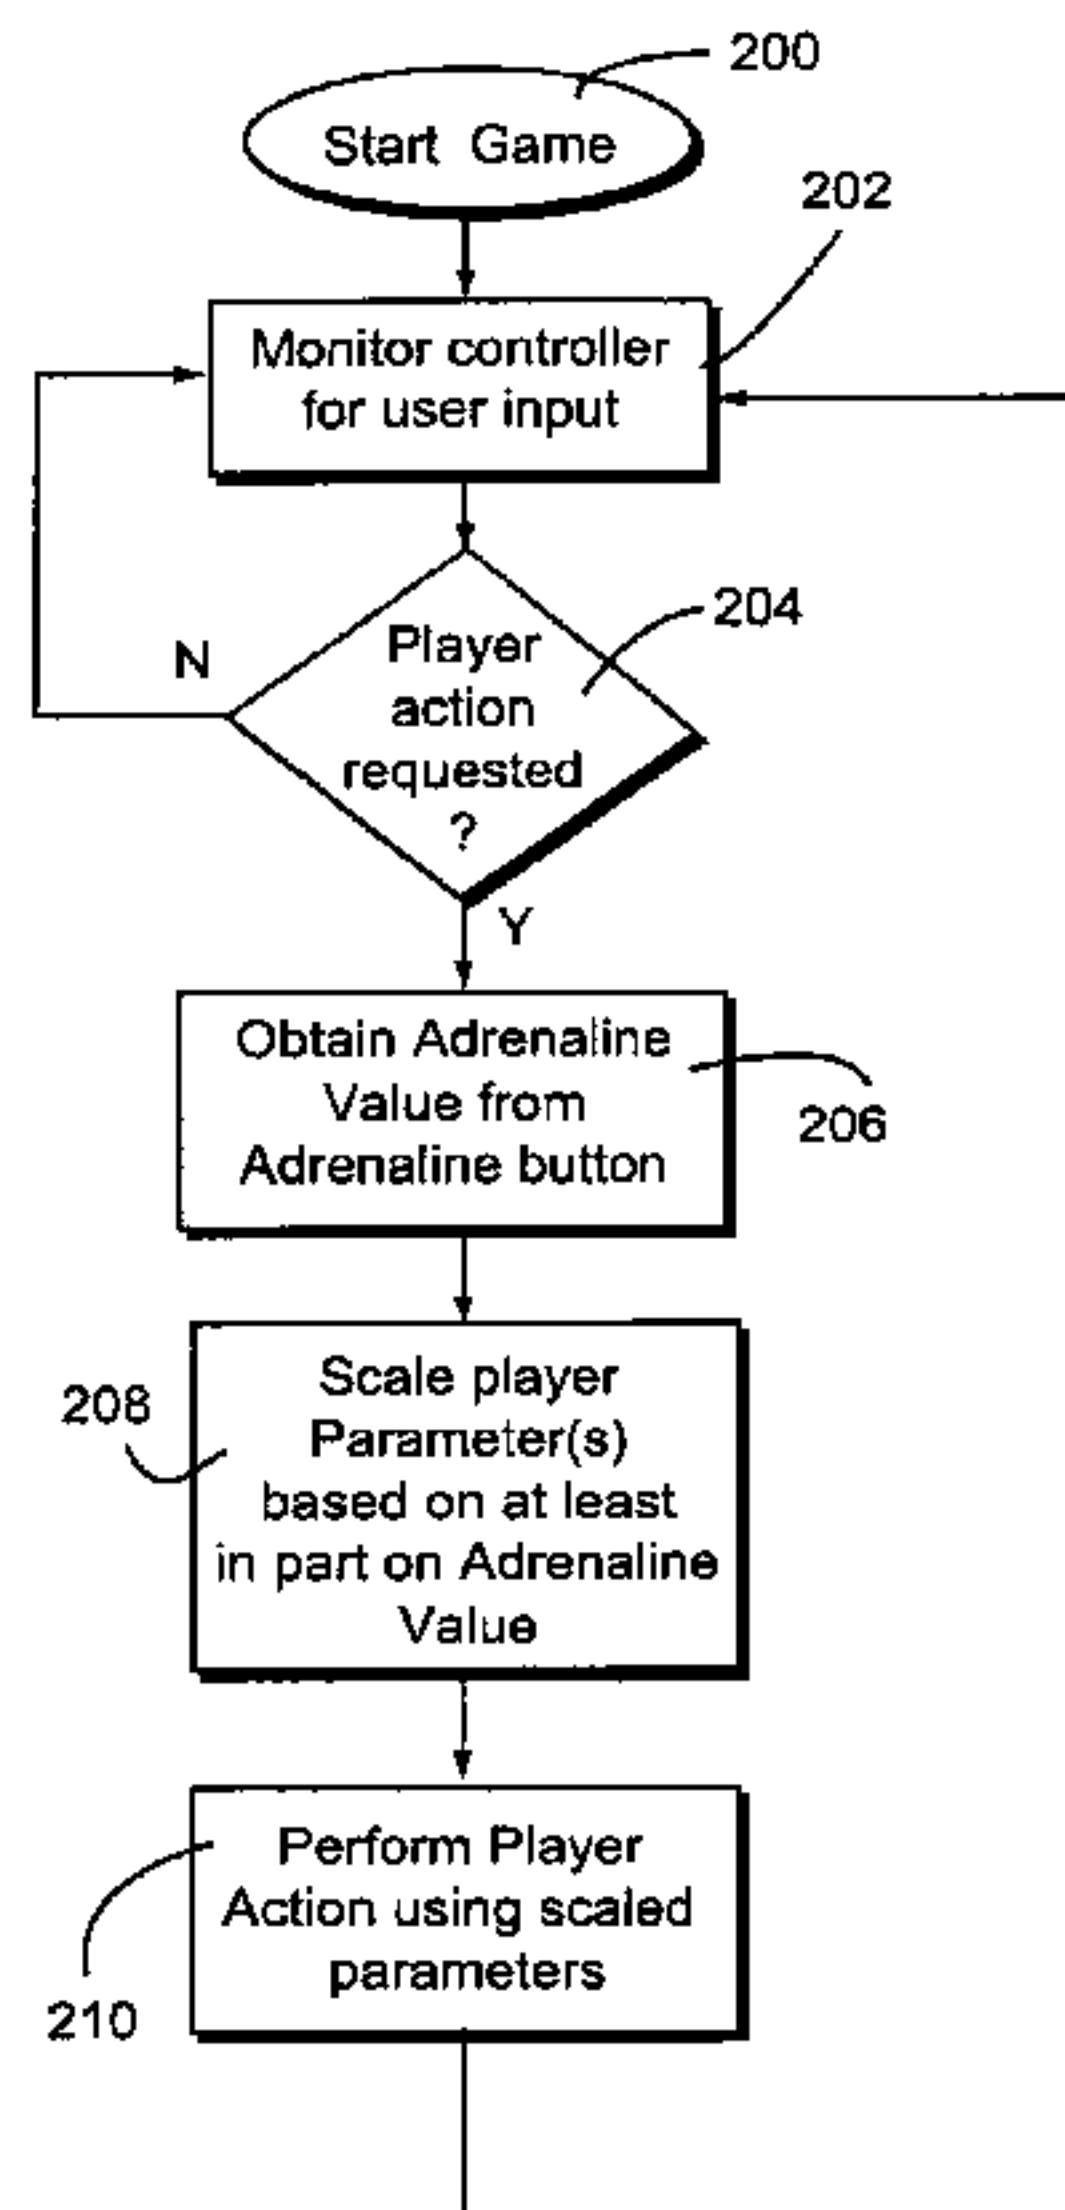 200
Start Game
202
Monitor controller
for user input
204
N
Player
action
requested
?
Y
Obtain Adrenaline
Value from
Adrenaline button
206
208
Scale player
Parameter(s)
based on at least
in part on Adrenaline
Value
Perform Player
Action using scaled
parameters
210